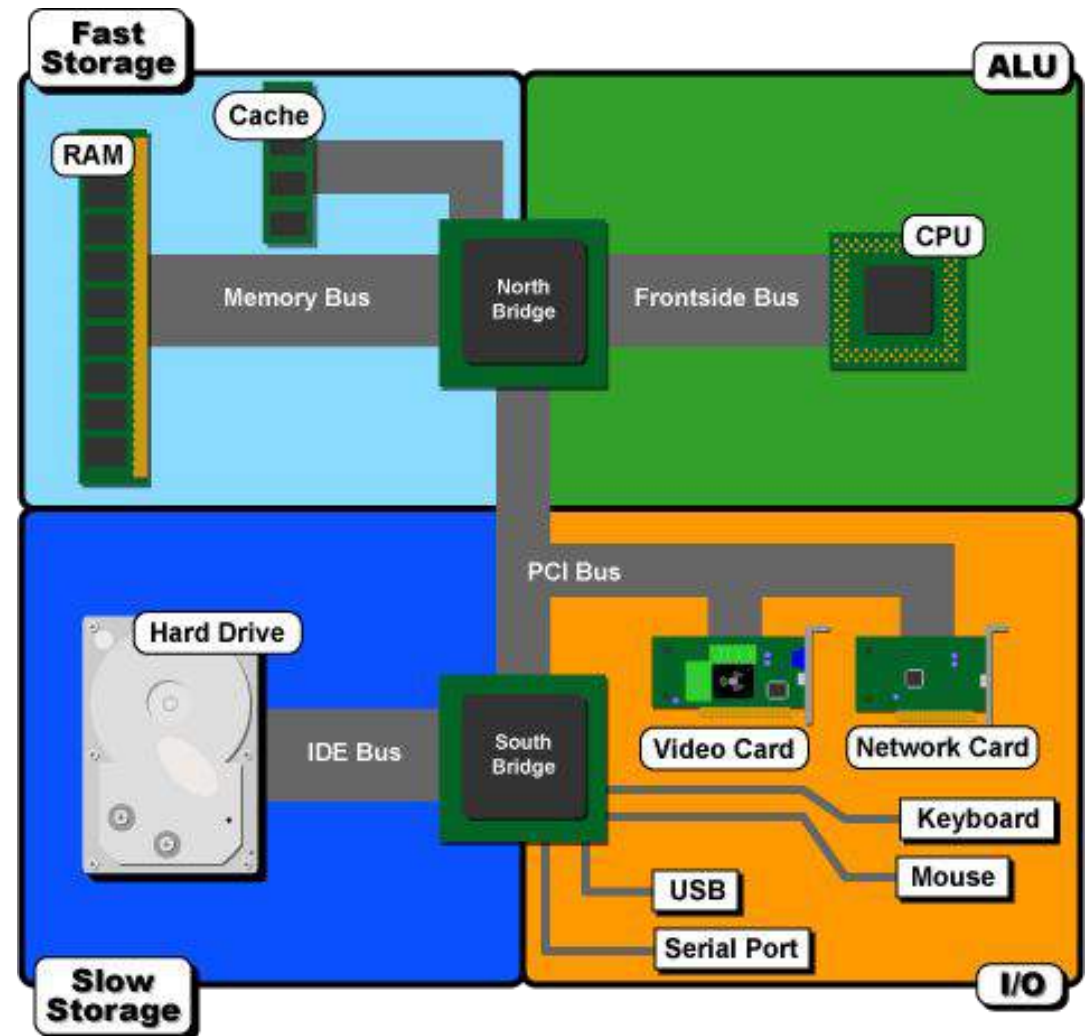 Fast
Storage
ALU
Cache
RAM
CPU
Memory Bus
North
Bridge
Frontside Bus
PCI Bus
Hard Drive
IDE Bus
South
Bridge
Video Card
Network Card
Keyboard
Mouse
USB
Serial Port
Slow
Storage
I/O